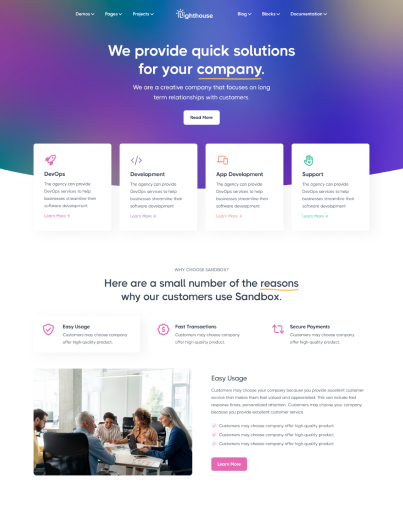 Demos Pages Projects Lighthouse Blog Blocks Documentation
We provide quick solutions
for your company.
We are a creative company that focuses on long
term relationships with customers.
Read More
DevOps
The agency can provide
DevOps services to help
businesses streamline their
software development
Learn More
Development
The agency can provide
DevOps services to help
businesses streamline their
software development
Learn More
App Development
The agency can provide
DevOps services to help
businesses streamline their
software development
Learn More
Support
The agency can provide
DevOps services to help
businesses streamline their
software development
Learn More
WHY CHOOSE SANDBOX?
Here are a small number of the reasons
why our customers use Sandbox.
Easy Usage
Customers may choose company
offer high-quality product.
Fast Transactions
Customers may choose company
offer high-quality product.
Secure Payments
Customers may choose company
offer high-quality product.
Easy Usage
Customers may choose your company because you provide excellent customer
service that makes them feel valued and appreciated. This can include fast
response times, personalized attention. Customers may choose your company
because you provide excellent customer service
Customers may choose company offer high-quality product
Customers may choose company offer high-quality product
Customers may choose company offer high-quality product
Learn More